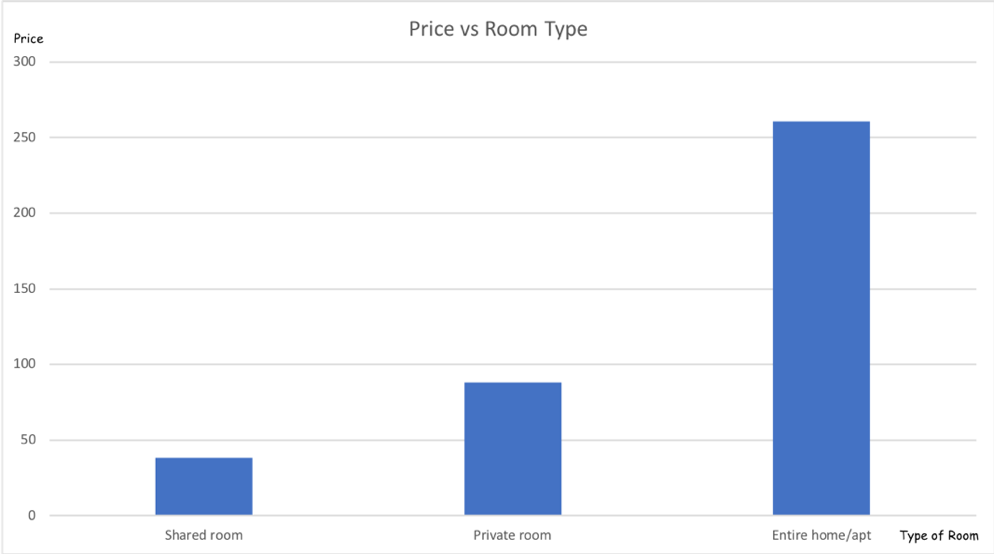 Price vs Room Type
Price
300
250
200
150
100
50
0
Shared room
Private room
Entire home/apt
Type of Room